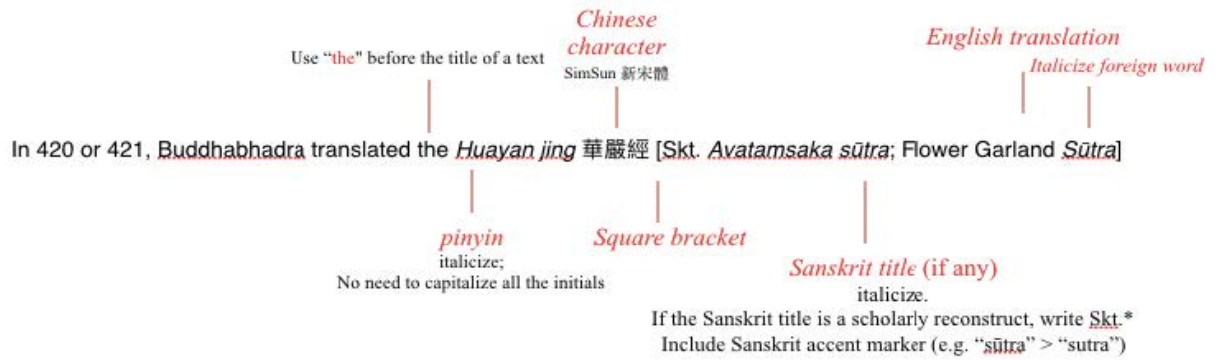 Chinese
character
SimSun 新宋體
Use “the" before the title of a text
English translation
Italicize foreign word
In 420 or 421, Buddhabhadra translated the Huayan jing 華嚴經 [Skt. Avatamsaka sūtra; Flower Garland Sūtra]
pinyin
italicize;
No need to capitalize all the initials
Square bracket
Sanskrit title (if any)
italicize.
If the Sanskrit title is a scholarly reconstruct, write Skt.*
Include Sanskrit accent marker (e.g. “sūtra” > “sutra”)